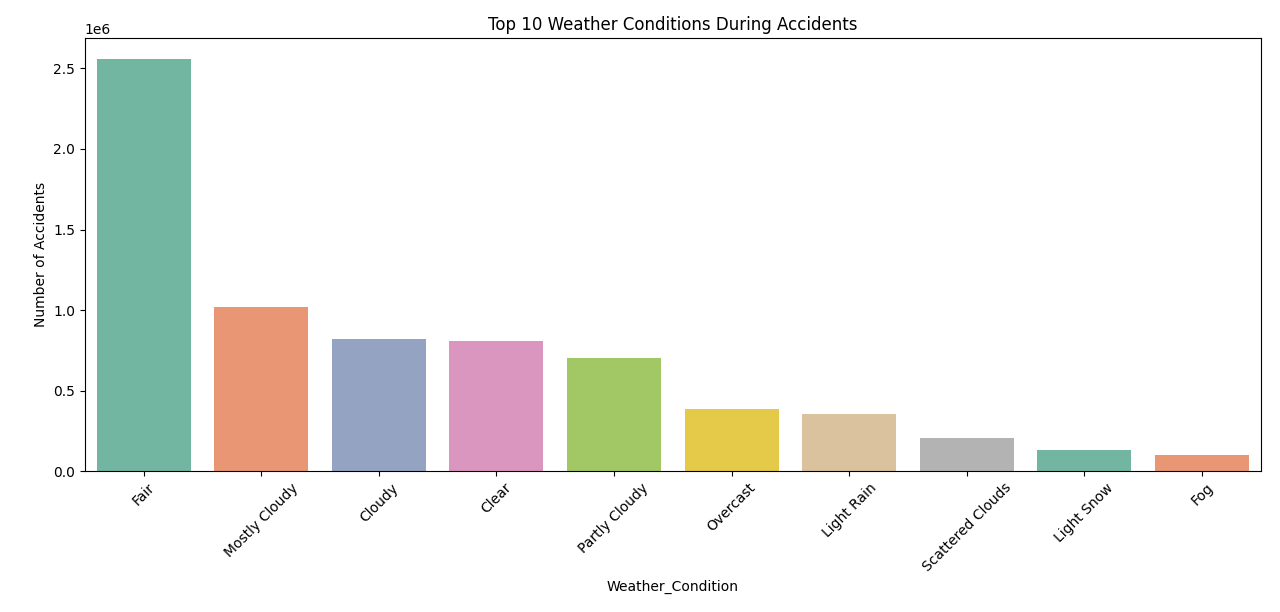 Top 10 Weather Conditions During Accidents
1e6
2.5
2.0
1.5
1.0
0.5
0.0
Number of Accidents
Fair
Mostly Cloudy
Cloudy
Clear
Partly Cloudy
Overcast
Light Rain
Scattered Clouds
Light Snow
Fog
Weather_Condition